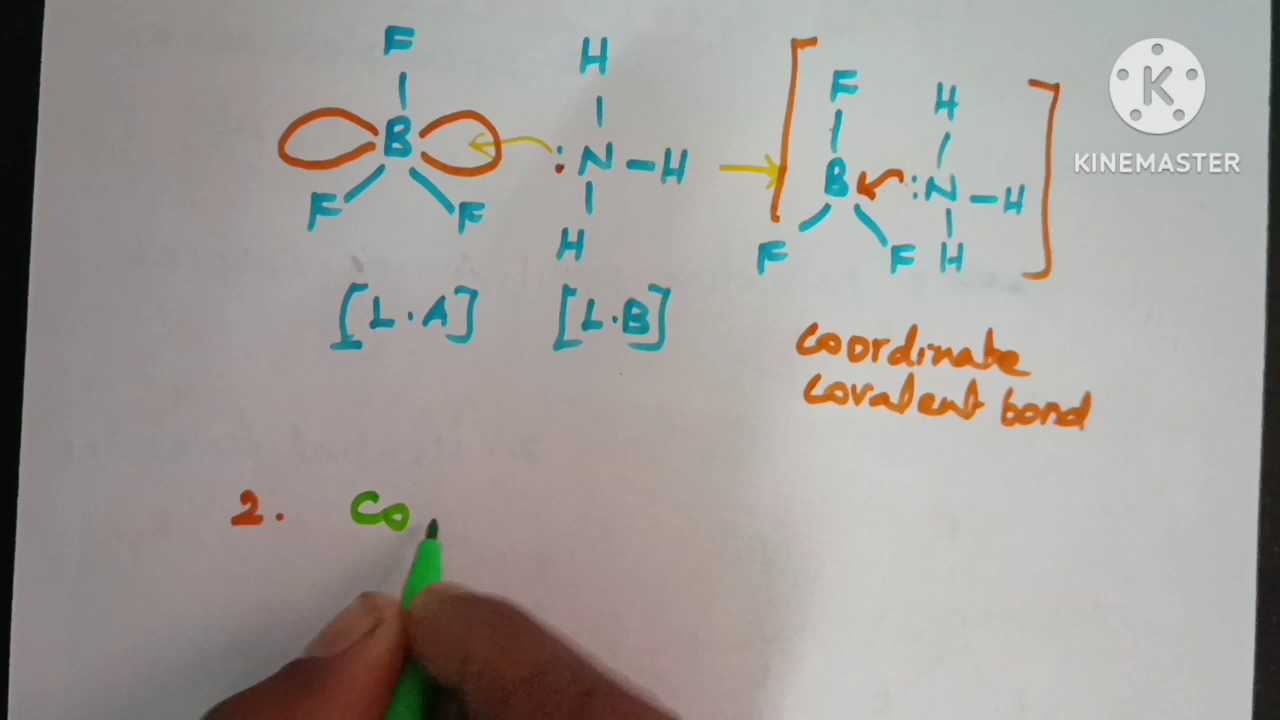 F H F H
B :N-H B :N-H
F F H F F H
[L.A] [L.B]
coordinate
covalent bond
2. Co
K
KINEMASTER